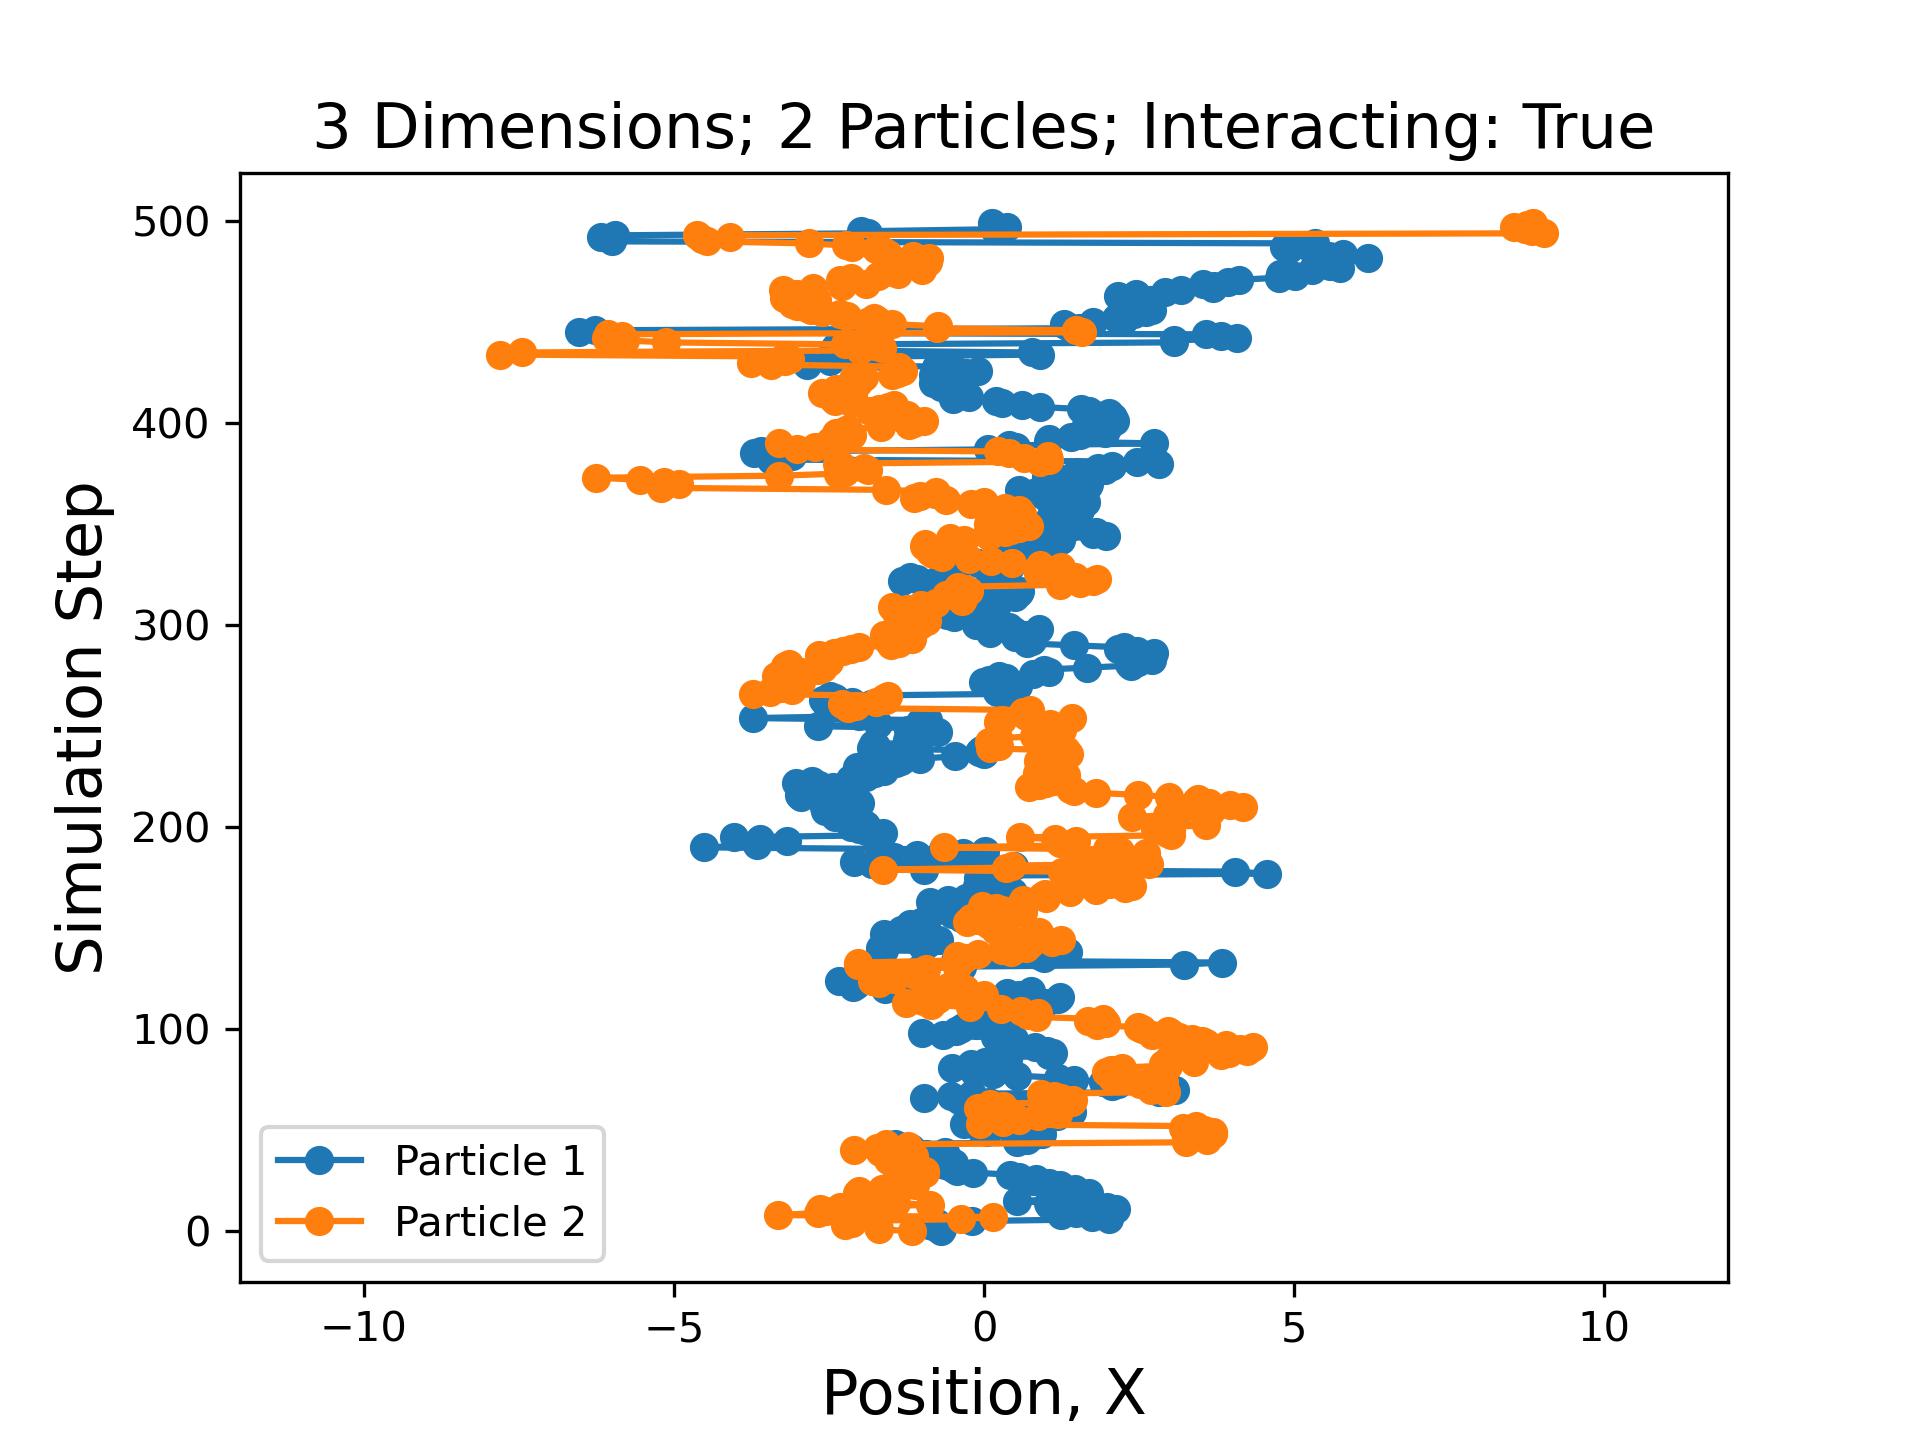 3 Dimensions; 2 Particles; Interacting: True
Simulation Step
500
400
300
200
100
0
Particle 1
Particle 2
−10 −5 0 5 10
Position, X